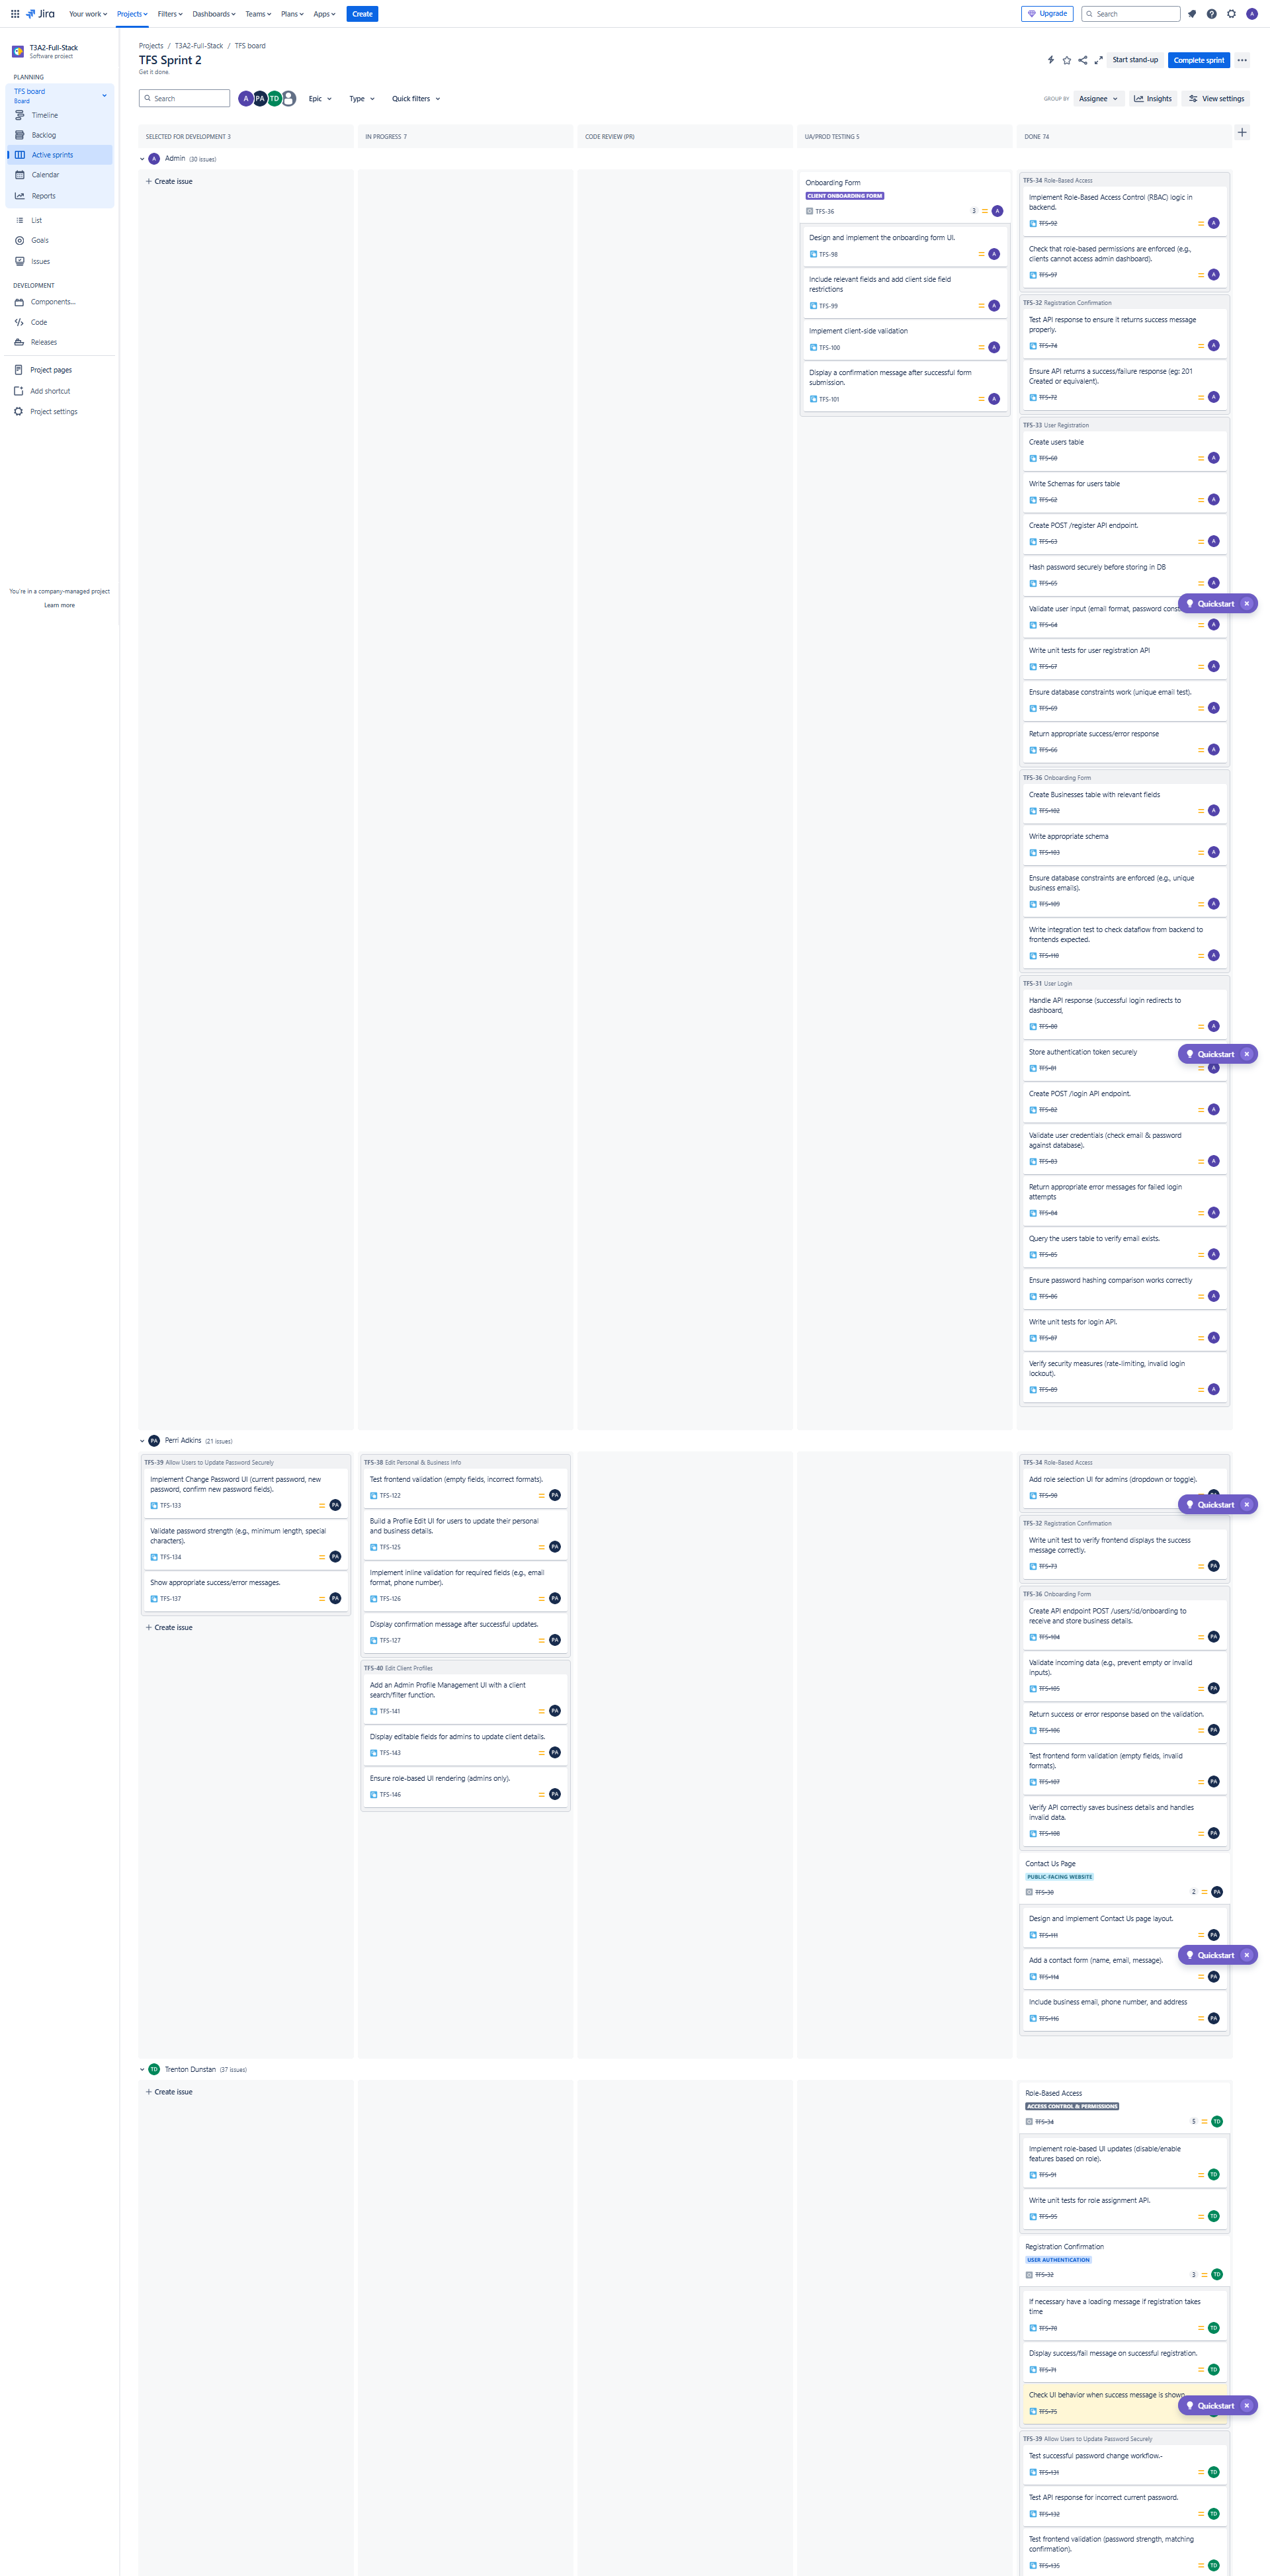 Jira
Your work
Projects
Filters
Dashboards
Teams
Plans
Apps
Create
Upgrade
Search
A
T3A2-Full-Stack
Software project
PLANNING
TFS board
Board
Timeline
Backlog
Active sprints
Calendar
Reports
List
Goals
Issues
DEVELOPMENT
Components...
Code
Releases
Project pages
Add shortcut
Project settings
You're in a company-managed project
Learn more
Projects / T3A2-Full-Stack / TFS board
TFS Sprint 2
Get it done.
Start stand-up
Complete sprint
Search
A PA TD
Epic
Type
Quick filters
GROUP BY
Assignee
Insights
View settings
SELECTED FOR DEVELOPMENT 3
IN PROGRESS 7
CODE REVIEW (PR)
UA/PROD TESTING 5
DONE 74
A Admin (30 issues)
Create issue
Onboarding Form
CLIENT ONBOARDING FORM
TFS-36 3 A
Design and implement the onboarding form UI.
TFS-98 A
Include relevant fields and add client side field
restrictions
TFS-99 A
Implement client-side validation
TFS-100 A
Display a confirmation message after successful form
submission.
TFS-101 A
TFS-34 Role-Based Access
Implement Role-Based Access Control (RBAC) logic in
backend.
TFS-92 A
Check that role-based permissions are enforced (e.g.,
clients cannot access admin dashboard).
TFS-97 A
TFS-32 Registration Confirmation
Test API response to ensure it returns success message
properly.
TFS-74 A
Ensure API returns a success/failure response (eg: 201
Created or equivalent).
TFS-72 A
TFS-33 User Registration
Create users table
TFS-60 A
Write Schemas for users table
TFS-62 A
Create POST /register API endpoint.
TFS-63 A
Hash password securely before storing in DB
TFS-65 A
Validate user input (email format, password
Quickstart
TFS-64 A
Write unit tests for user registration API
TFS-67 A
Ensure database constraints work (unique email test).
TFS-69 A
Return appropriate success/error response
TFS-66 A
TFS-36 Onboarding Form
Create Businesses table with relevant fields
TFS-102 A
Write appropriate schema
TFS-103 A
Ensure database constraints are enforced (e.g., unique
business emails).
TFS-109 A
Write integration test to check dataflow from backend to
frontends expected.
TFS-110 A
TFS-31 User Login
Handle API response (successful login redirects to
dashboard,
TFS-80 A
Store authentication token securely
Quickstart
TFS-81 A
Create POST /login API endpoint.
TFS-82 A
Validate user credentials (check email & password
against database).
TFS-83 A
Return appropriate error messages for failed login
attempts
TFS-84 A
Query the users table to verify email exists.
TFS-85 A
Ensure password hashing comparison works correctly
TFS-86 A
Write unit tests for login API.
TFS-87 A
Verify security measures (rate-limiting, invalid login
lockout).
TFS-89 A
PA Perri Adkins (21 issues)
TFS-39 Allow Users to Update Password Securely
Implement Change Password UI (current password, new
password, confirm new password fields).
TFS-133 PA
Validate password strength (e.g., minimum length, special
characters).
TFS-134 PA
Show appropriate success/error messages.
TFS-137 PA
Create issue
TFS-38 Edit Personal & Business Info
Test frontend validation (empty fields, incorrect formats).
TFS-122 PA
Build a Profile Edit UI for users to update their personal
and business details.
TFS-125 PA
Implement inline validation for required fields (e.g., email
format, phone number).
TFS-126 PA
Display confirmation message after successful updates.
TFS-127 PA
TFS-40 Edit Client Profiles
Add an Admin Profile Management UI with a client
search/filter function.
TFS-141 PA
Display editable fields for admins to update client details.
TFS-143 PA
Ensure role-based UI rendering (admins only).
TFS-146 PA
TFS-34 Role-Based Access
Add role selection UI for admins (dropdown or toggle).
TFS-90
Quickstart
TFS-32 Registration Confirmation
Write unit test to verify frontend displays the success
message correctly.
TFS-73 PA
TFS-36 Onboarding Form
Create API endpoint POST /users/:id/onboarding to
receive and store business details.
TFS-104 PA
Validate incoming data (e.g., prevent empty or invalid
inputs).
TFS-105 PA
Return success or error response based on the validation.
TFS-106 PA
Test frontend form validation (empty fields, invalid
formats).
TFS-107 PA
Verify API correctly saves business details and handles
invalid data.
TFS-108 PA
Contact Us Page
PUBLIC-FACING WEBSITE
TFS-30 2 PA
Design and implement Contact Us page layout.
TFS-111 PA
Quickstart
Add a contact form (name, email, message).
TFS-114 PA
Include business email, phone number, and address
TFS-116 PA
TD Trenton Dunstan (37 issues)
Create issue
Role-Based Access
ACCESS CONTROL & PERMISSIONS
TFS-34 5 TD
Implement role-based UI updates (disable/enable
features based on role).
TFS-91 TD
Write unit tests for role assignment API.
TFS-95 TD
Registration Confirmation
USER AUTHENTICATION
TFS-32 3 TD
If necessary have a loading message if registration takes
time
TFS-70 TD
Display success/fail message on successful registration.
TFS-71 TD
Check UI behavior when success message is shown
Quickstart
TFS-75
TFS-39 Allow Users to Update Password Securely
Test successful password change workflow.-
TFS-131 TD
Test API response for incorrect current password.
TFS-132 TD
Test frontend validation (password strength, matching
confirmation).
TFS-135 TD